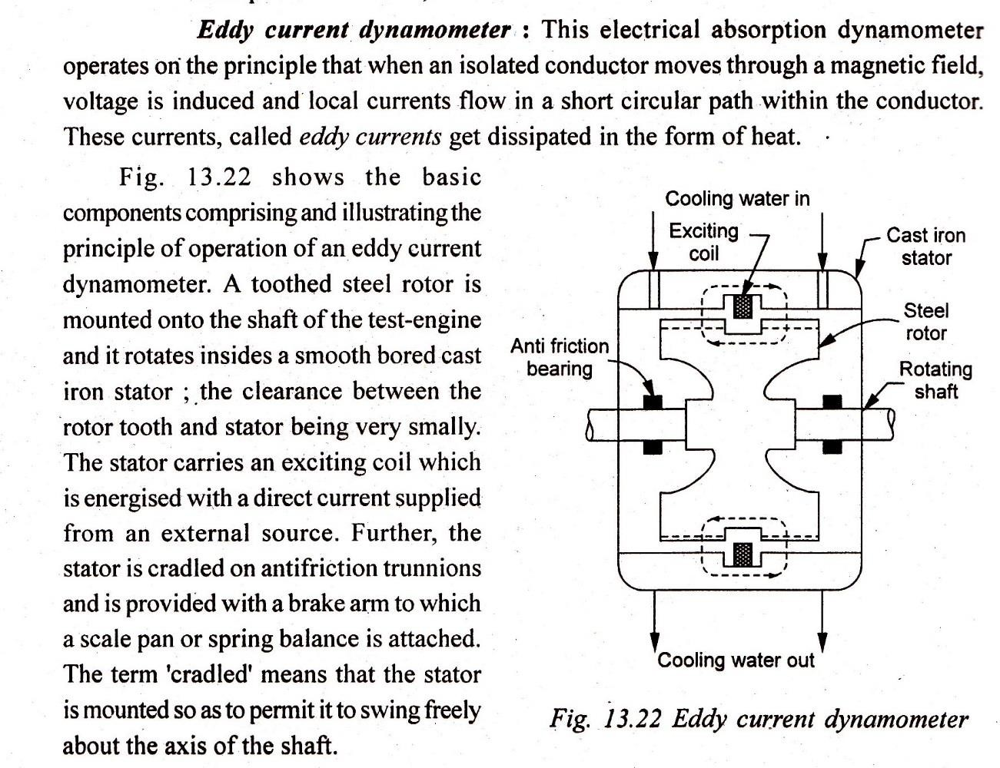 Eddy current dynamometer : This electrical absorption dynamometer
operates on the principle that when an isolated conductor moves through a magnetic field,
voltage is induced and local currents flow in a short circular path within the conductor.
These currents, called eddy currents get dissipated in the form of heat.
Fig. 13.22 shows the basic
components comprising and illustrating the
principle of operation of an eddy current
dynamometer. A toothed steel rotor is
mounted onto the shaft of the test-engine
and it rotates insides a smooth bored cast
iron stator ; the clearance between the
rotor tooth and stator being very smally.
The stator carries an exciting coil which
is energised with a direct current supplied
from an external source. Further, the
stator is cradled on antifriction trunnions
and is provided with a brake arm to which
a scale pan or spring balance is attached.
The term 'cradled' means that the stator
is mounted so as to permit it to swing freely
about the axis of the shaft.
Cooling water in
Exciting
coil
Cast iron
stator
Steel
rotor
Anti friction
bearing
Rotating
shaft
Cooling water out
Fig. 13.22 Eddy current dynamometer